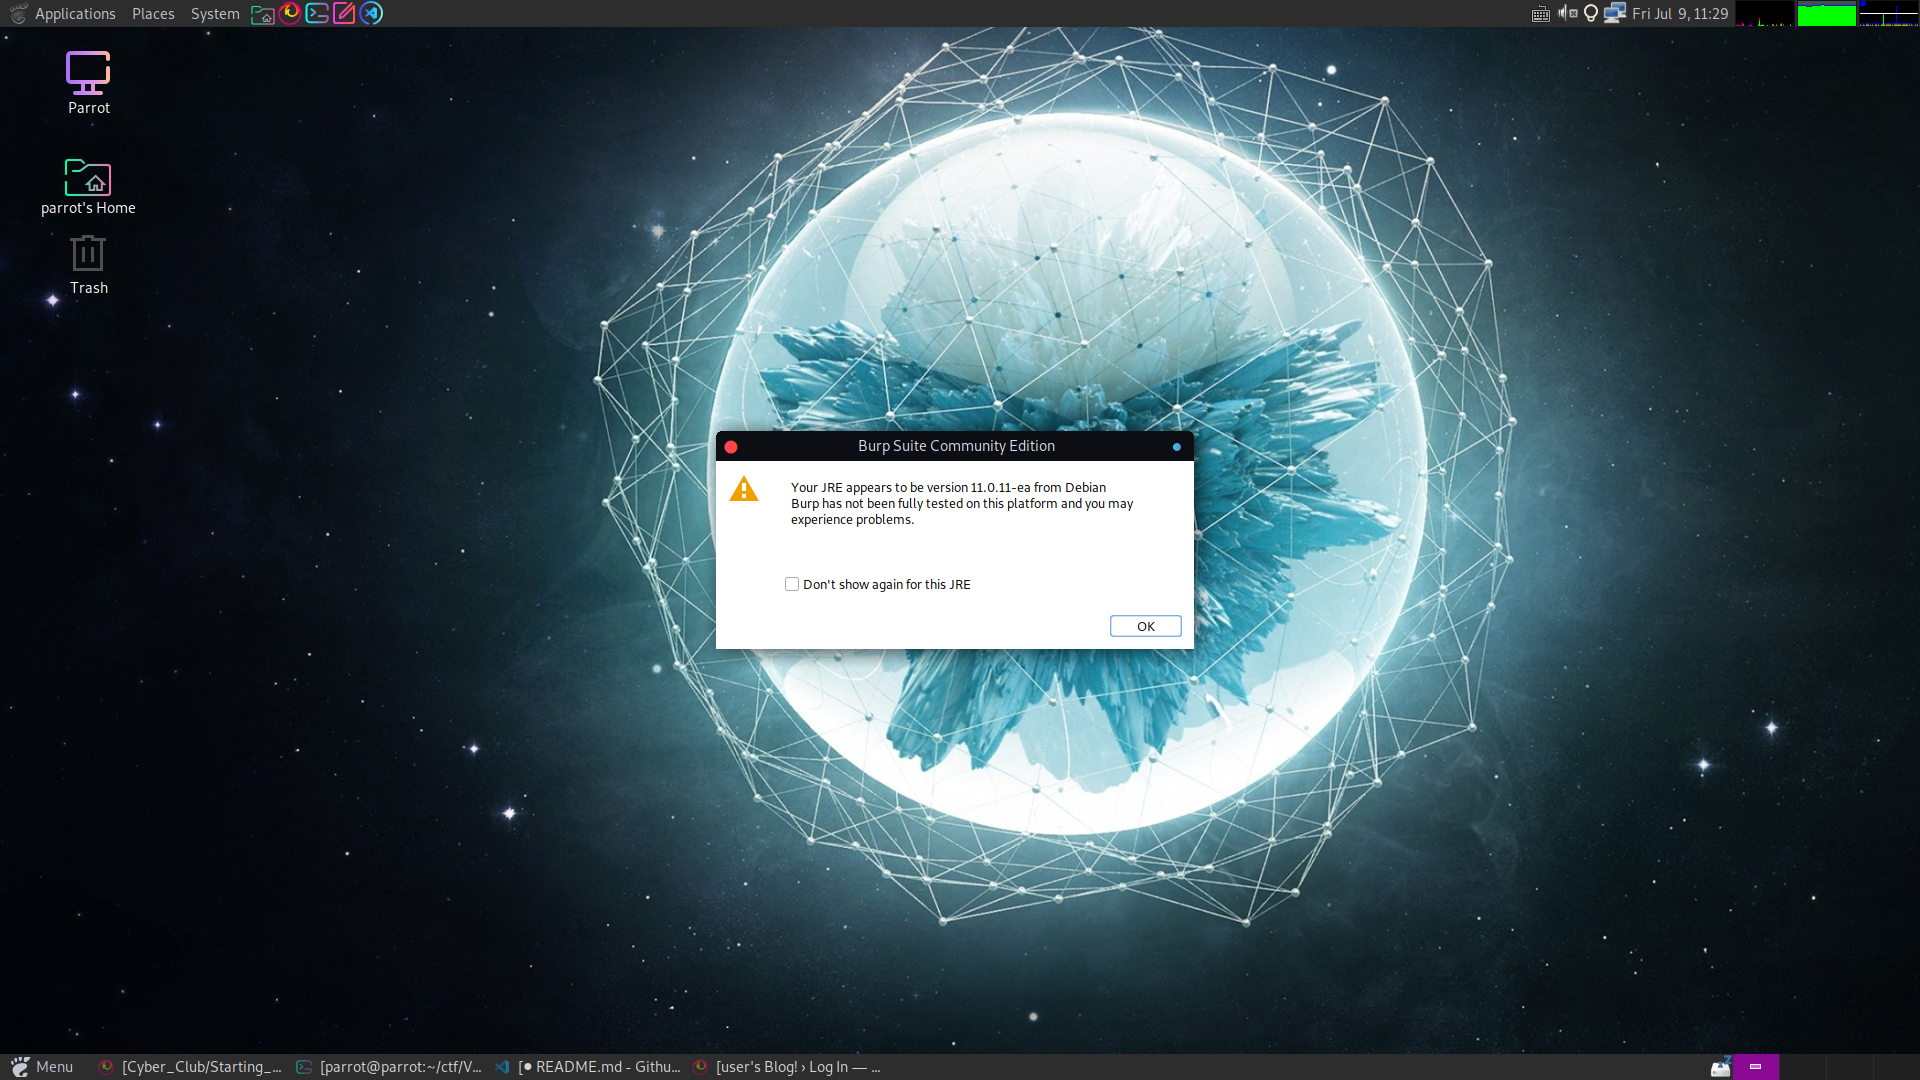 Applications Places System Fri Jul 9, 11:29
Parrot
parrot's Home
Trash
Burp Suite Community Edition
Your JRE appears to be version 11.0.11-ea from Debian
Burp has not been fully tested on this platform and you may
experience problems.
Don't show again for this JRE
OK
Menu [Cyber_Club/Starting_... [parrot@parrot:~/ctf/V... [● README.md - Githu... [user's Blog! › Log In — ...